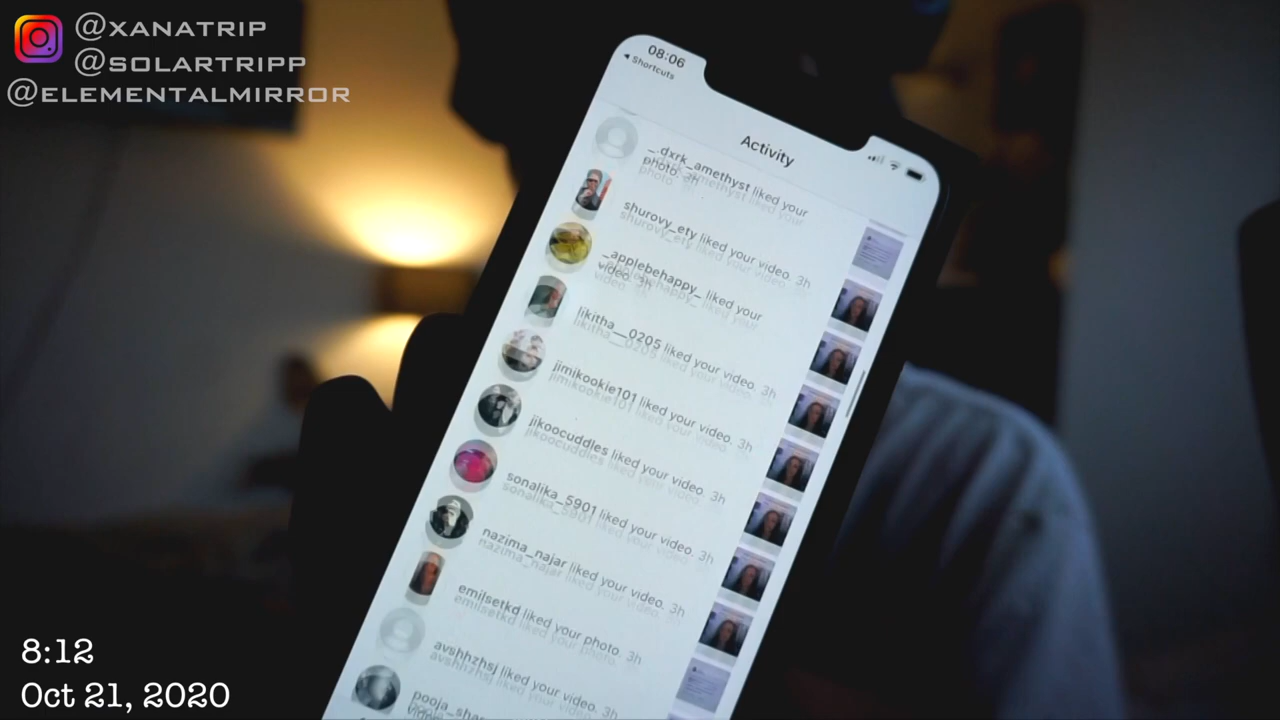 @XANATRIP
@SOLARTRIPP
@ELEMENTALMIRROR
08:06
Shortcuts
Activity
_.dxrk_amethyst liked your
photo. 3h
shurovy_ety liked your video. 3h
_applebehappy_ liked your
video. 3h
likitha__0205 liked your video. 3h
jimikookie101 liked your video. 3h
jikoocuddles liked your video. 3h
sonalika_5901 liked your video. 3h
nazima_najar liked your video. 3h
emilsetkd liked your photo. 3h
avshhzhsj liked your video. 3h
8:12
Oct 21, 2020